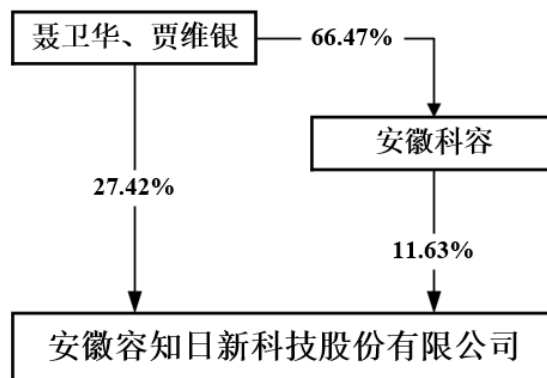 聂卫华、贾维银
66.47%
安徽科容
27.42%
11.63%
安徽容知日新科技股份有限公司